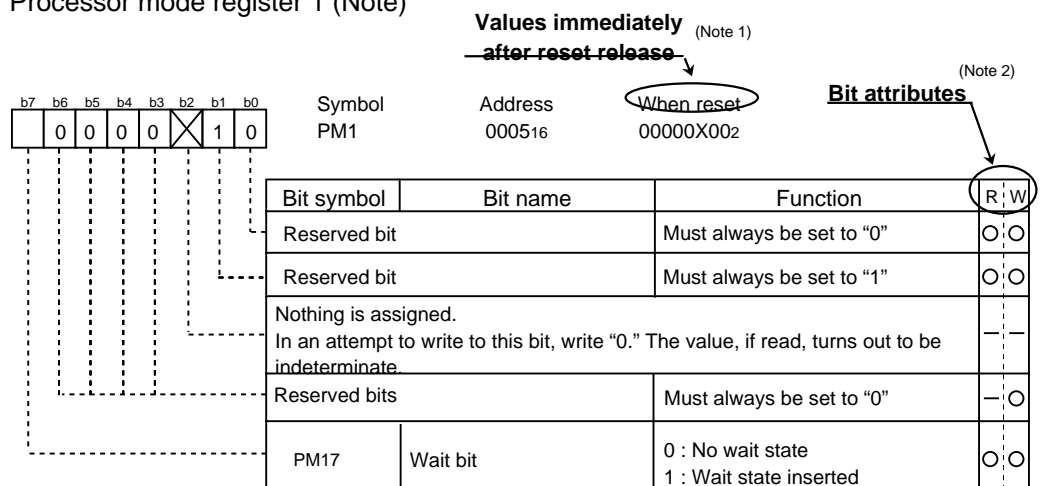 Processor mode register 1 (Note)
Values immediately (Note 1)
after reset release
(Note 2)
Bit attributes
b7 b6 b5 b4 b3 b2 b1 b0
0 0 0 0 1 0
Symbol Address When reset
PM1 000516 00000X002
Bit symbol Bit name Function R W
Reserved bit Must always be set to “0”
Reserved bit Must always be set to “1”
Nothing is assigned.
In an attempt to write to this bit, write “0.” The value, if read, turns out to be
indeterminate.
Reserved bits Must always be set to “0”
PM17 Wait bit 0 : No wait state
1 : Wait state inserted